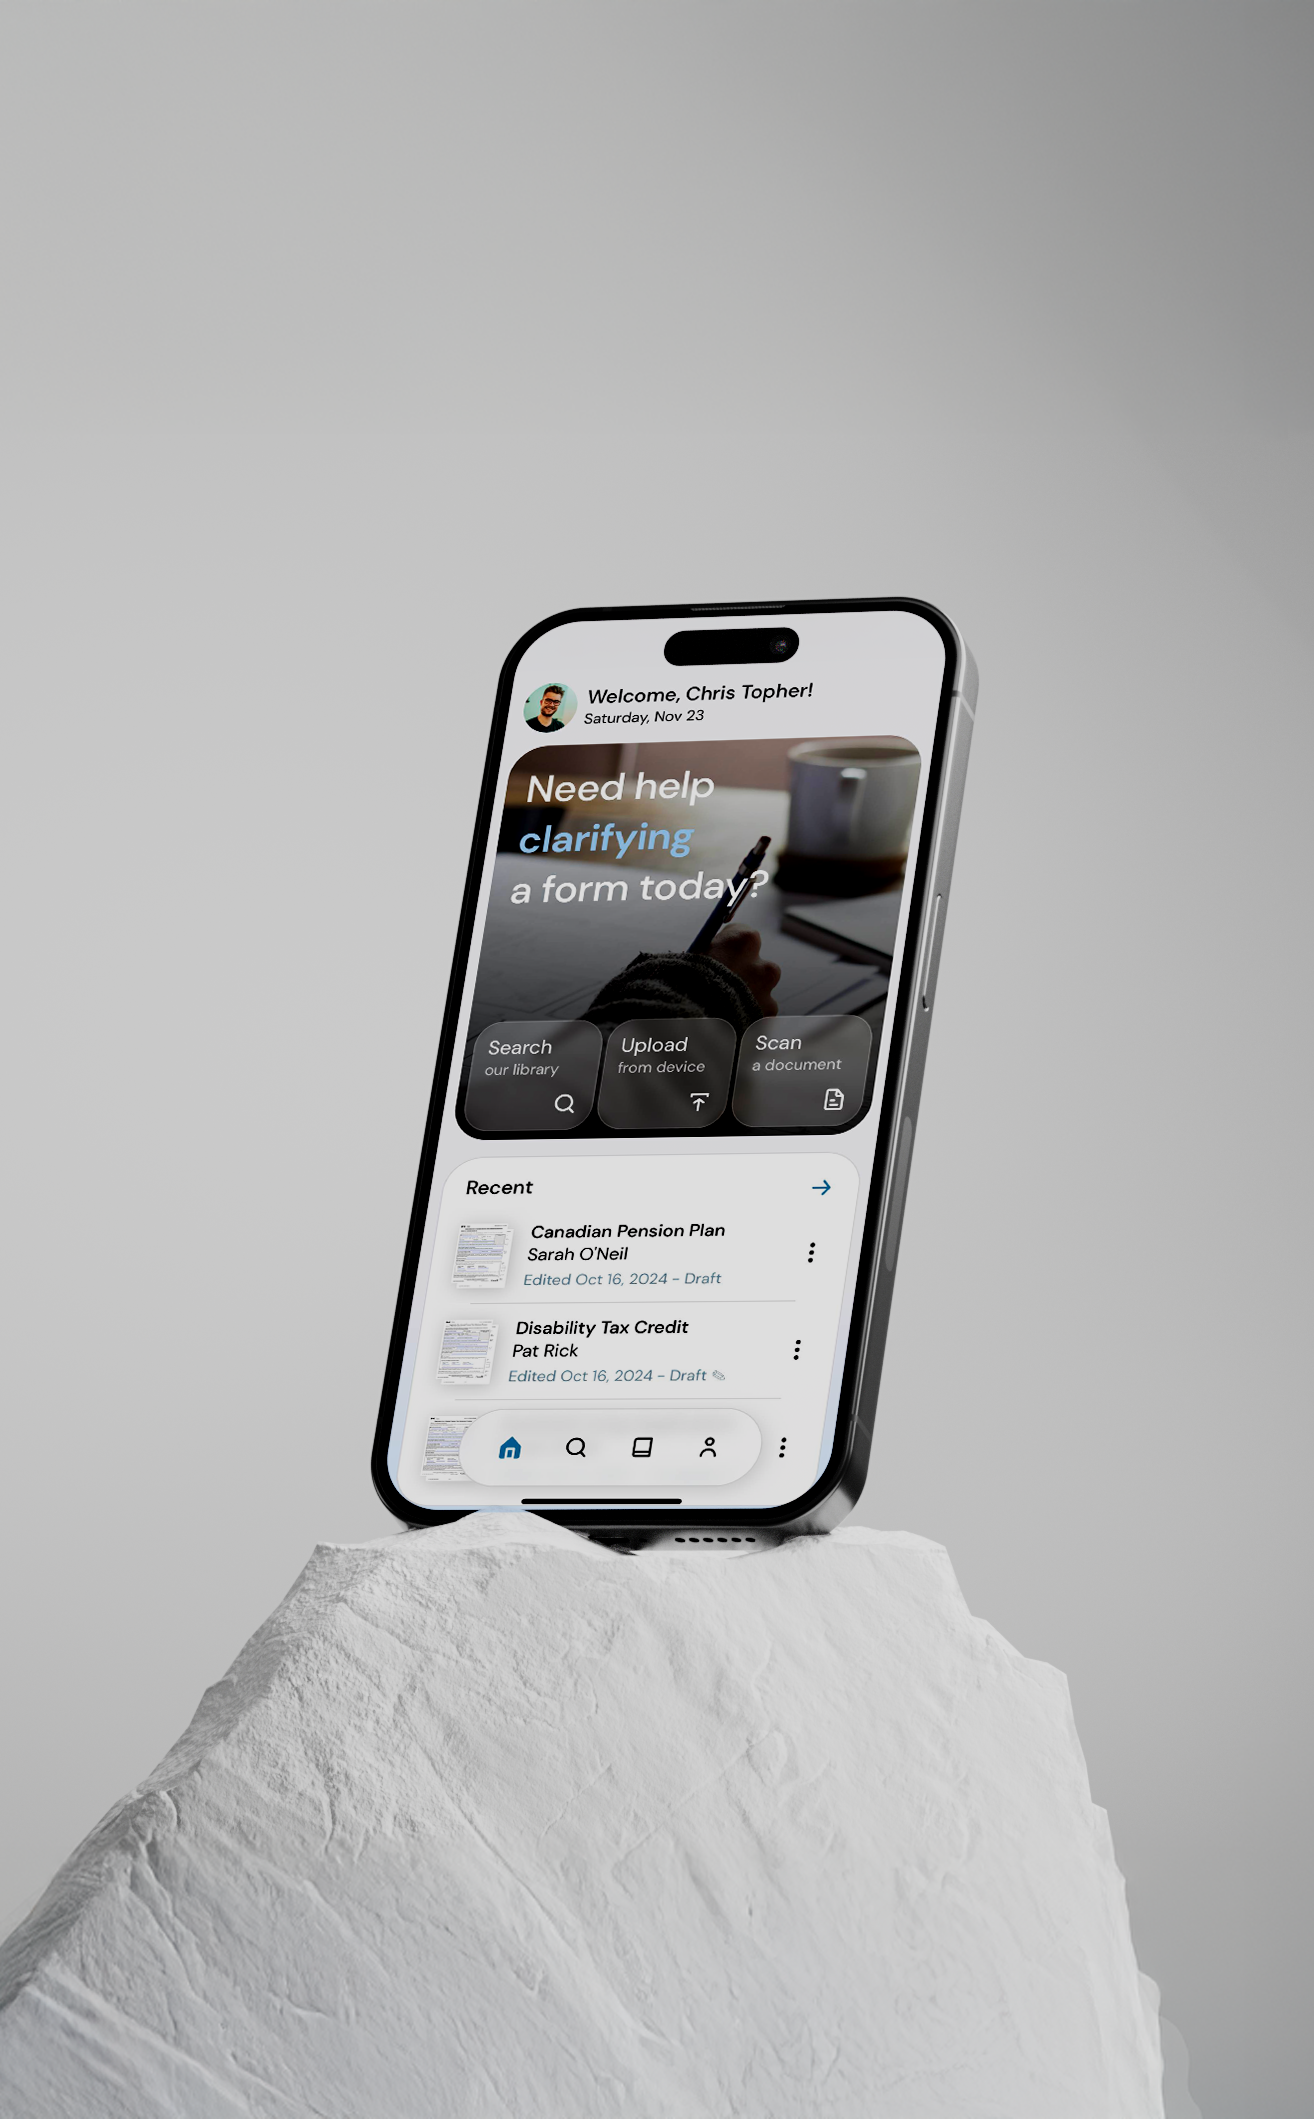 Welcome, Chris Topher!
Saturday, Nov 23
Need help
clarifying
a form today?
Search
our library
Upload
from device
Scan
a document
Recent
Canadian Pension Plan
Sarah O'Neil
Edited Oct 16, 2024 - Draft
Disability Tax Credit
Pat Rick
Edited Oct 16, 2024 - Draft